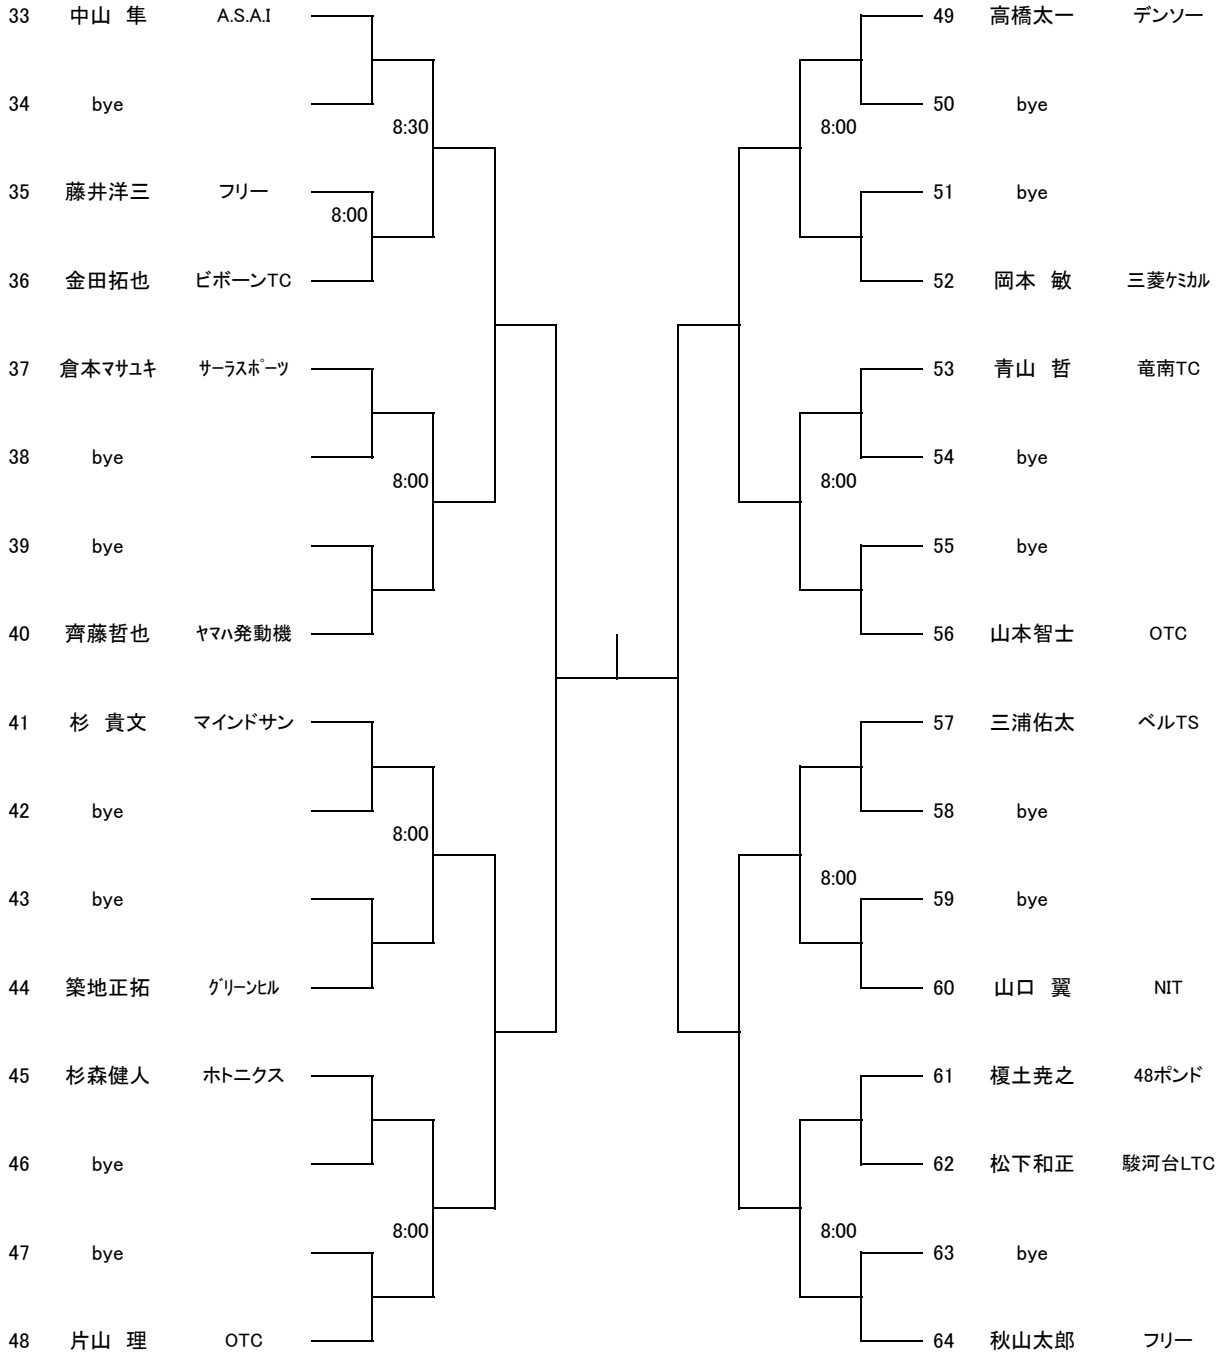 33 中山 隼 A.S.A.I
34 bye
8:30
35 藤井洋三 フリー
8:00
36 金田拓也 ビボーンTC
37 倉本マサユキ サーラスポーツ
38 bye
8:00
39 bye
40 齊藤哲也 ヤマハ発動機
41 杉 貴文 マインドサン
42 bye
8:00
43 bye
44 築地正拓 グリーンヒル
45 杉森健人 ホトニクス
46 bye
8:00
47 bye
48 片山 理 OTC
49 高橋太一 デンソー
50 bye
8:00
51 bye
52 岡本 敏 三菱ケミカル
53 青山 哲 竜南TC
54 bye
8:00
55 bye
56 山本智士 OTC
57 三浦佑太 ベルTS
58 bye
8:00
59 bye
60 山口 翼 NIT
61 榎土尭之 48ポンド
62 松下和正 駿河台LTC
8:00
63 bye
64 秋山太郎 フリー